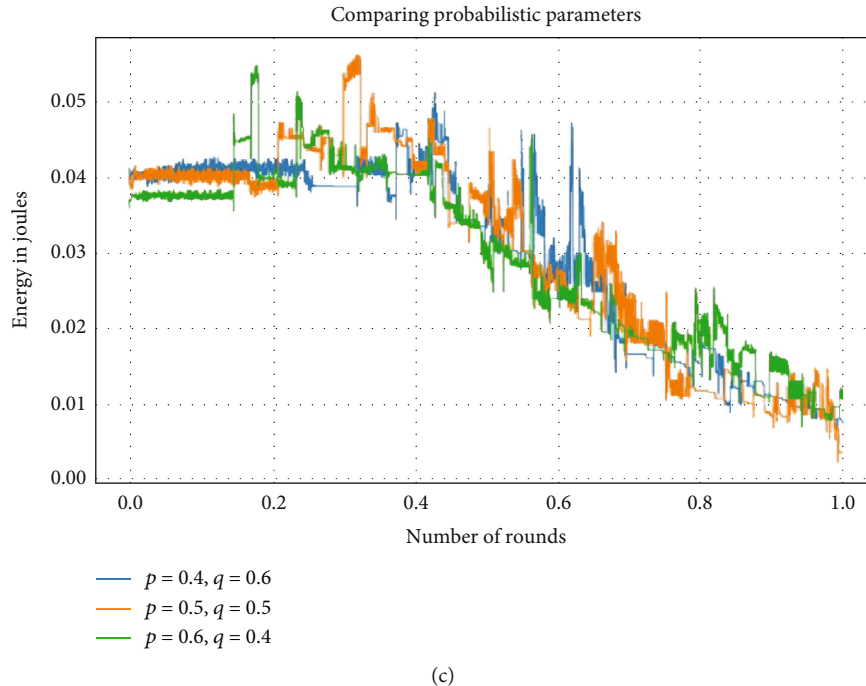 Comparing probabilistic parameters
Energy in joules
0.05
0.04
0.03
0.02
0.01
0.00
0.0 0.2 0.4 0.6 0.8 1.0
Number of rounds
p = 0.4, q = 0.6
p = 0.5, q = 0.5
p = 0.6, q = 0.4
(c)